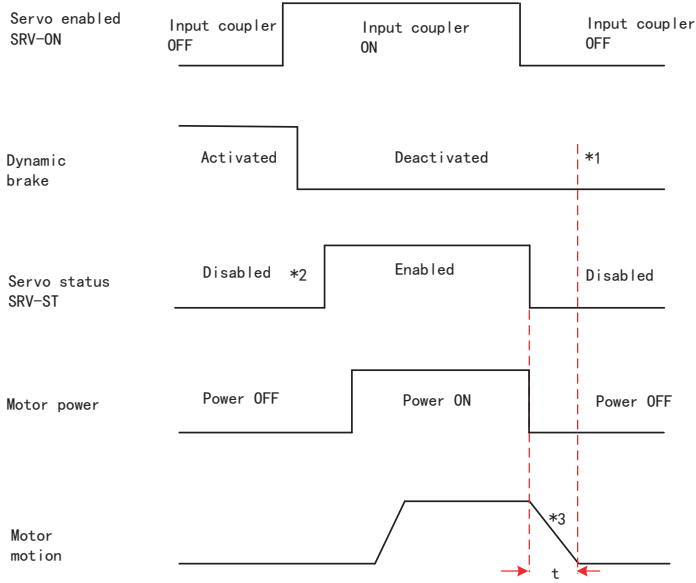 Servo enabled
SRV-ON
Input coupler
OFF
Input coupler
ON
Input coupler
OFF
Dynamic
brake
Activated
Deactivated
*1
Servo status
SRV-ST
Disabled *2
Enabled
Disabled
Motor power
Power OFF
Power ON
Power OFF
Motor
motion
*3
t